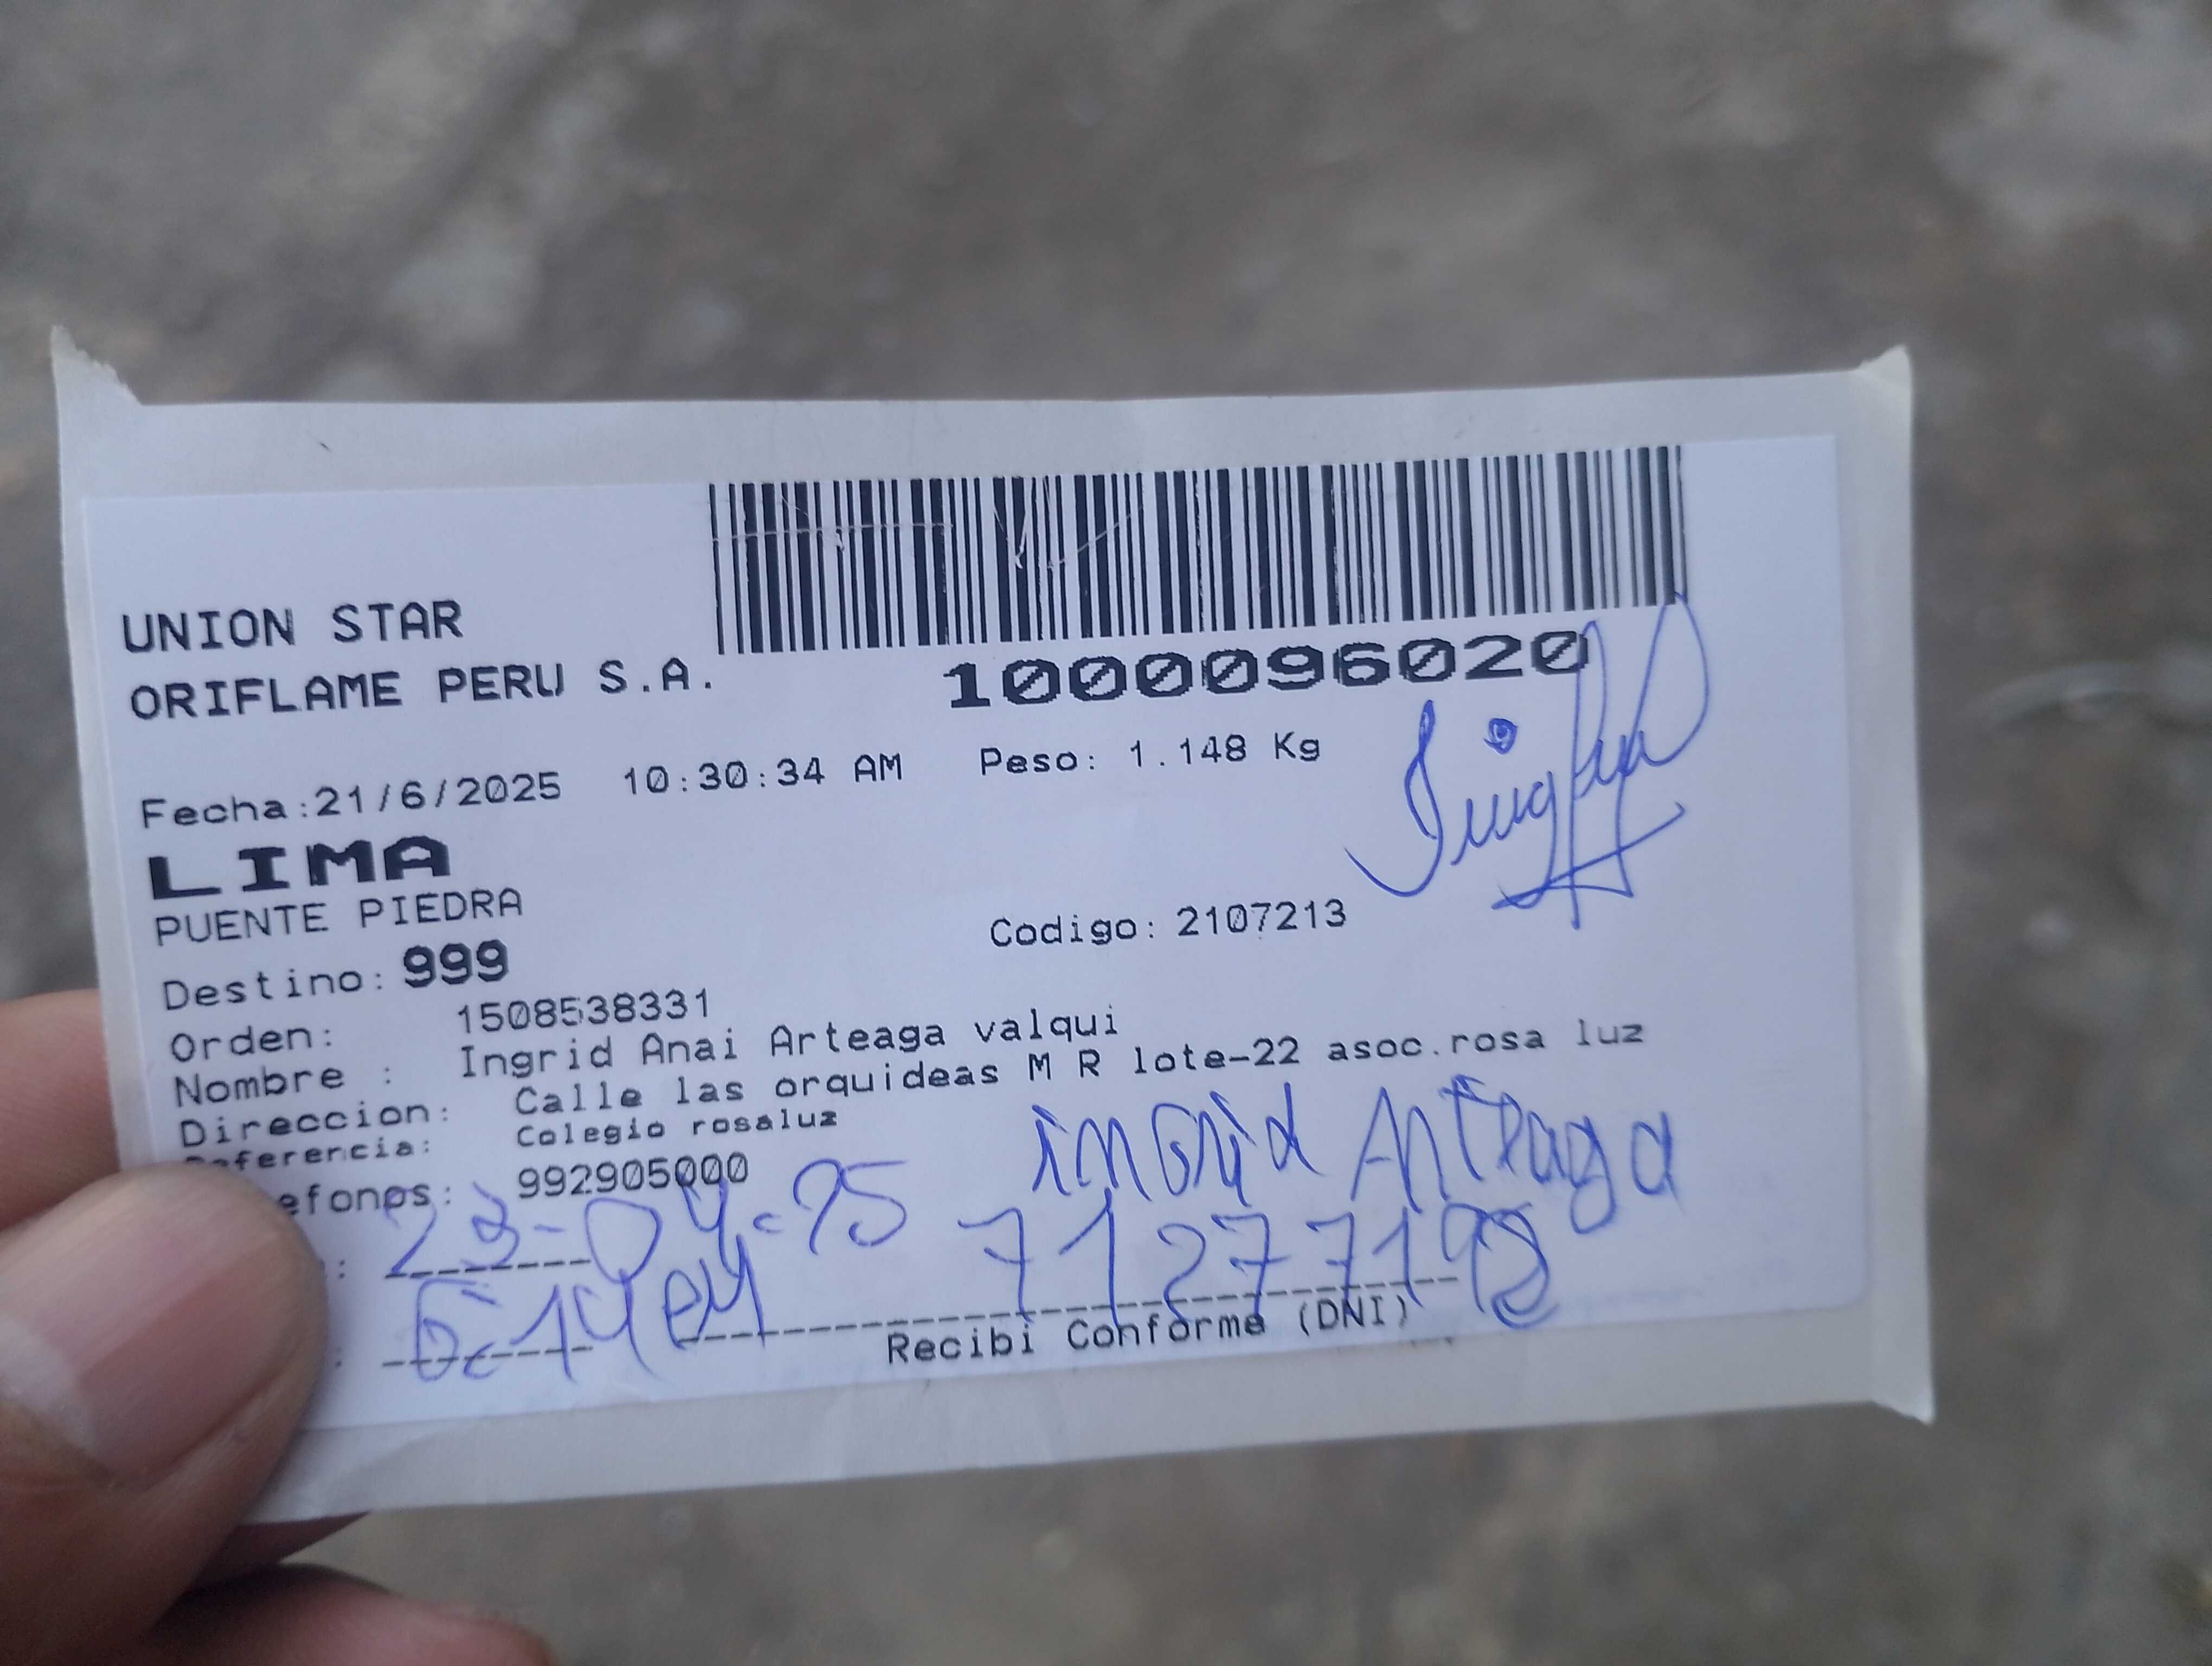 UNION STAR
ORIFLAME PERU S.A.
1000096020
Fecha:21/6/2025 10:30:34 AM Peso: 1.148 Kg
LIMA
PUENTE PIEDRA
Codigo: 2107213
Destino: 999
Orden: 1508538331
Nombre : Ingrid Anai Arteaga valqui
Direccion: Calle las orquideas M R lote-22 asoc.rosa luz
eferencia: Colegio rosaluz
efonos: 992905000
inGrid Arteaga
Recibi Conforme (DNI)